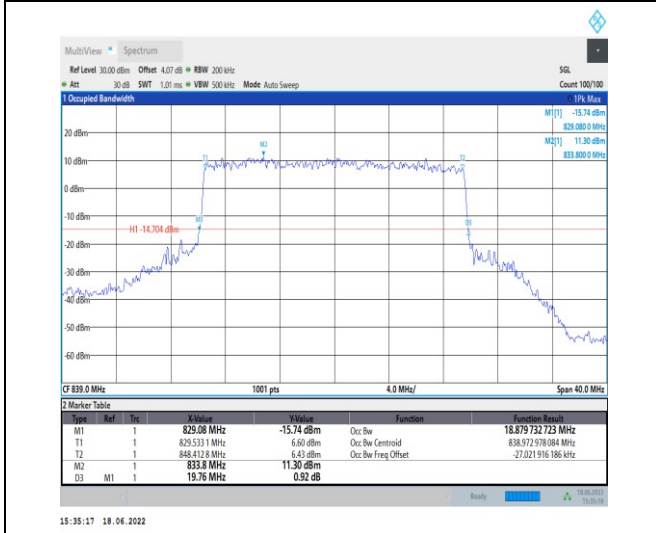 MultiView Spectrum
Ref Level 30.00 dBm Offset 4.07 dB RBW 200 kHz SGL
Att 30 dB SWT 1.01 ms VBW 500 kHz Mode Auto Sweep Count 100/100
1 Occupied Bandwidth 1Pk Max
M1[1] -15.74 dBm
829.080 0 MHz
M2[1] 11.30 dBm
833.800 0 MHz
20 dBm
M2
T1 T2
10 dBm
0 dBm
-10 dBm
M1 D3
H1 -14.704 dBm
-20 dBm
-30 dBm
-40 dBm
-50 dBm
-60 dBm
CF 839.0 MHz 1001 pts 4.0 MHz/ Span 40.0 MHz
2 Marker Table
Type Ref Trc X-Value Y-Value Function Function Result
M1 1 829.08 MHz -15.74 dBm Occ Bw 18.879 732 723 MHz
T1 1 829.533 1 MHz 6.60 dBm Occ Bw Centroid 838.972 978 084 MHz
T2 1 848.412 8 MHz 6.43 dBm Occ Bw Freq Offset -27.021 916 186 kHz
M2 1 833.8 MHz 11.30 dBm
D3 M1 1 19.76 MHz 0.92 dB
Ready 18.06.2022
15:35:18
15:35:17 18.06.2022